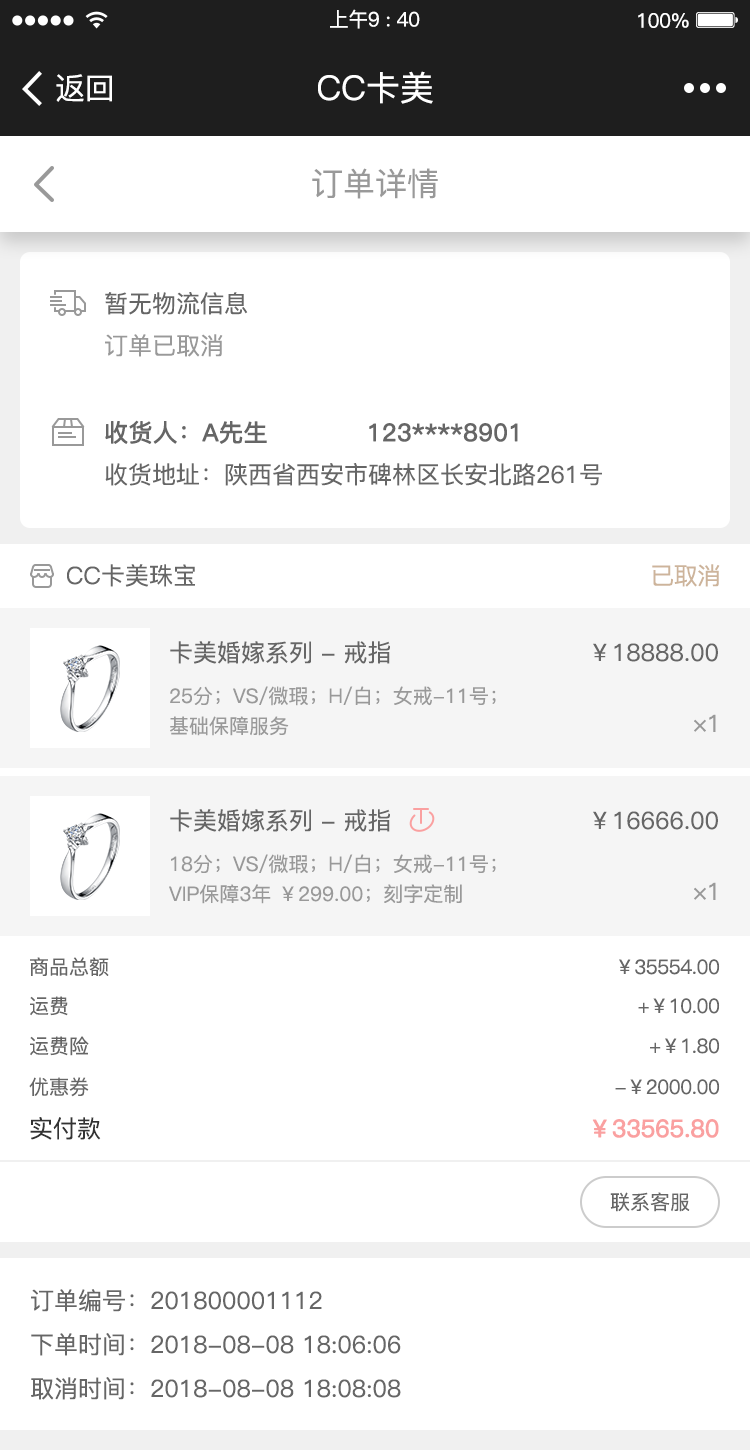 上午9 : 40
100%
返回
CC卡美
订单详情
暂无物流信息
订单已取消
收货人：A先生 123****8901
收货地址：陕西省西安市碑林区长安北路261号
CC卡美珠宝 已取消
卡美婚嫁系列 – 戒指 ￥18888.00
25分；VS/微瑕；H/白；女戒–11号；
基础保障服务 ×1
卡美婚嫁系列 – 戒指 ￥16666.00
18分；VS/微瑕；H/白；女戒–11号；
VIP保障3年 ￥299.00；刻字定制 ×1
商品总额 ￥35554.00
运费 +￥10.00
运费险 +￥1.80
优惠券 –￥2000.00
实付款 ￥33565.80
联系客服
订单编号：201800001112
下单时间：2018–08–08 18:06:06
取消时间：2018–08–08 18:08:08